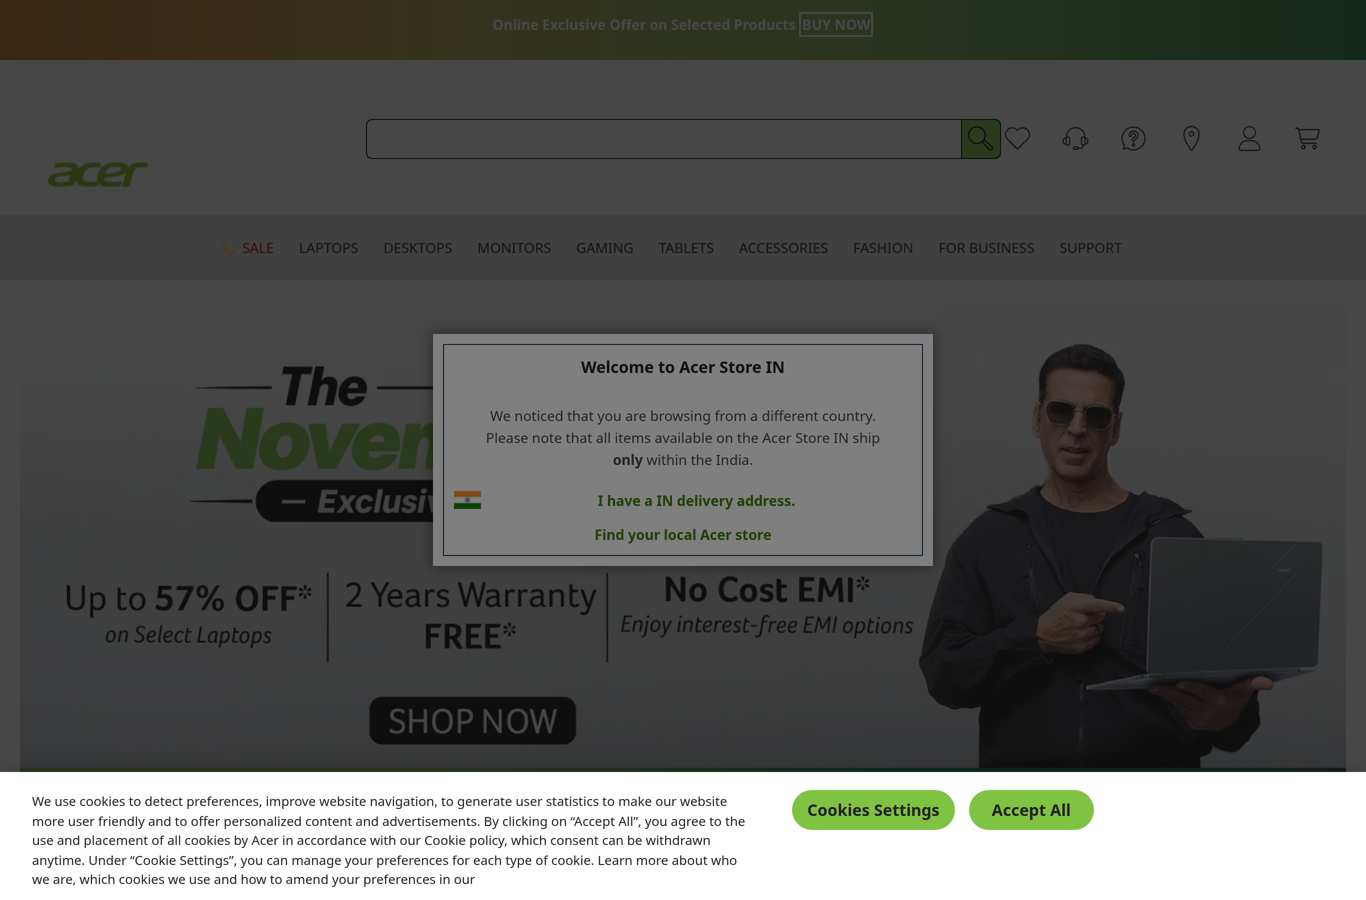 Online Exclusive Offer on Selected Products BUY NOW
acer
SALE LAPTOPS DESKTOPS MONITORS GAMING TABLETS ACCESSORIES FASHION FOR BUSINESS SUPPORT
The
Exclusiv
Welcome to Acer Store IN
We noticed that you are browsing from a different country.
Please note that all items available on the Acer Store IN ship
only within the India.
I have a IN delivery address.
Find your local Acer store
Up to 57% OFF*
on Select Laptops
2 Years Warranty
FREE*
No Cost EMI*
Enjoy interest-free EMI options
SHOP NOW
We use cookies to detect preferences, improve website navigation, to generate user statistics to make our website
more user friendly and to offer personalized content and advertisements. By clicking on “Accept All”, you agree to the
use and placement of all cookies by Acer in accordance with our Cookie policy, which consent can be withdrawn
anytime. Under “Cookie Settings”, you can manage your preferences for each type of cookie. Learn more about who
we are, which cookies we use and how to amend your preferences in our
Cookies Settings
Accept All